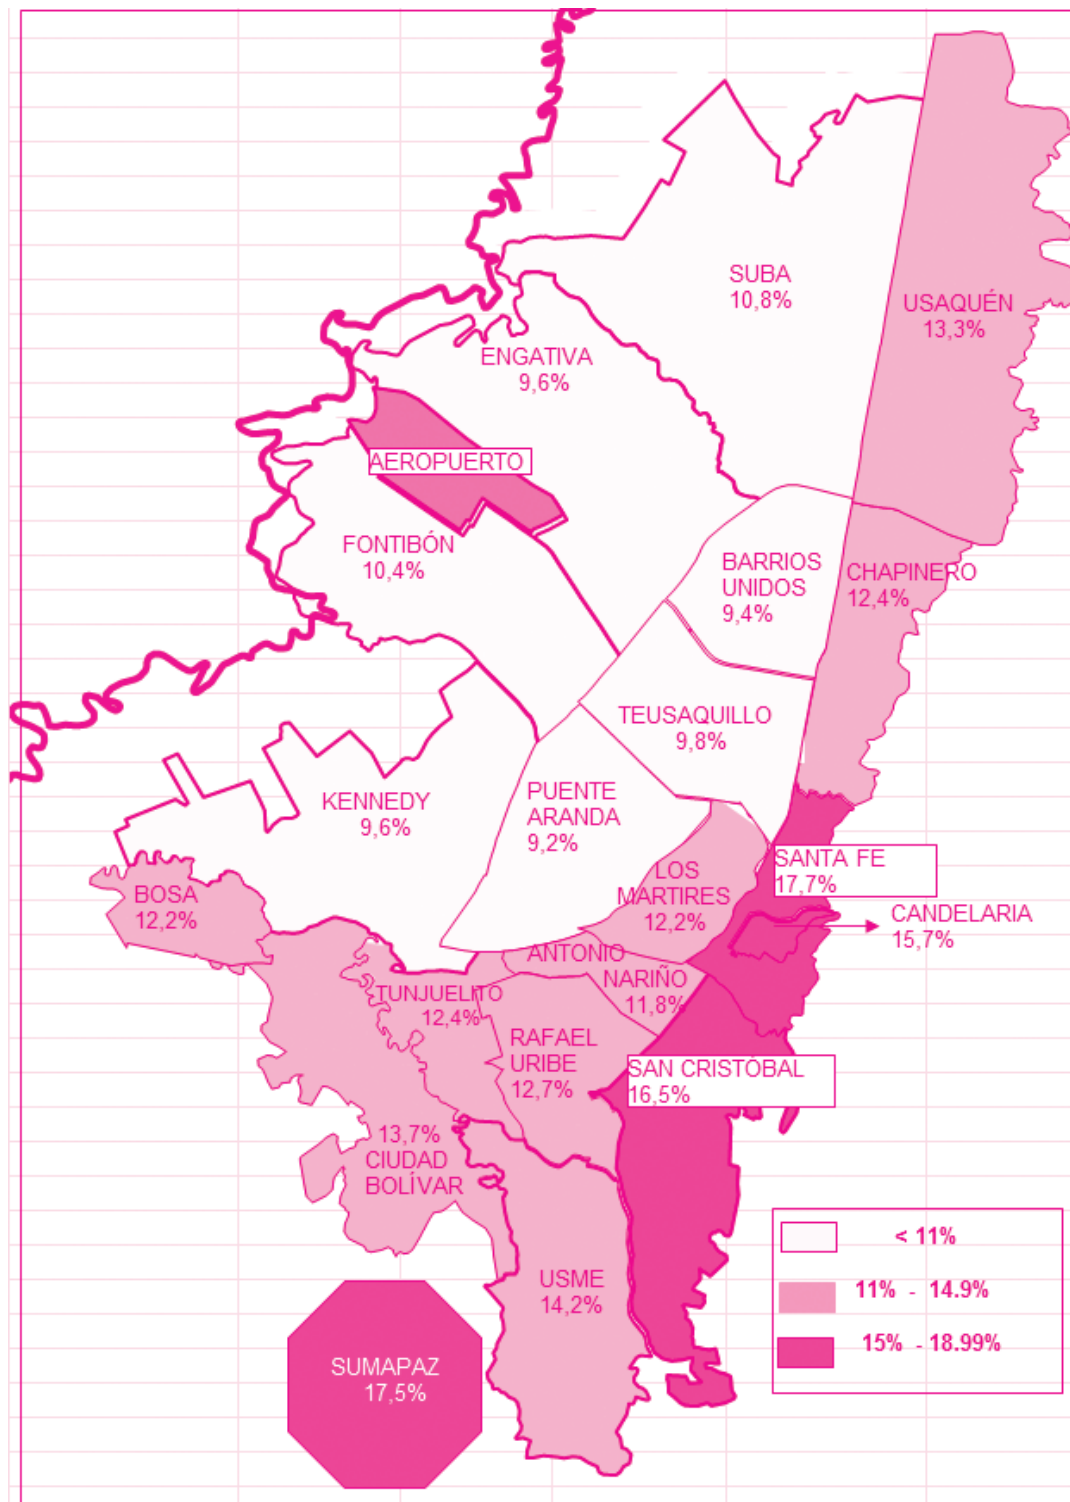 SUBA
10,8%
USAQUÉN
13,3%
ENGATIVA
9,6%
AEROPUERTO
FONTIBÓN
10,4%
BARRIOS
UNIDOS
9,4%
CHAPINERO
12,4%
TEUSAQUILLO
9,8%
KENNEDY
9,6%
PUENTE
ARANDA
9,2%
SANTA FE
17,7%
LOS
MARTIRES
12,2%
BOSA
12,2%
CANDELARIA
15,7%
ANTONIO
NARIÑO
11,8%
TUNJUELITO
12,4%
RAFAEL
URIBE
12,7%
SAN CRISTÓBAL
16,5%
13,7%
CIUDAD
BOLÍVAR
USME
14,2%
SUMAPAZ
17,5%
< 11%
11% - 14.9%
15% - 18.99%